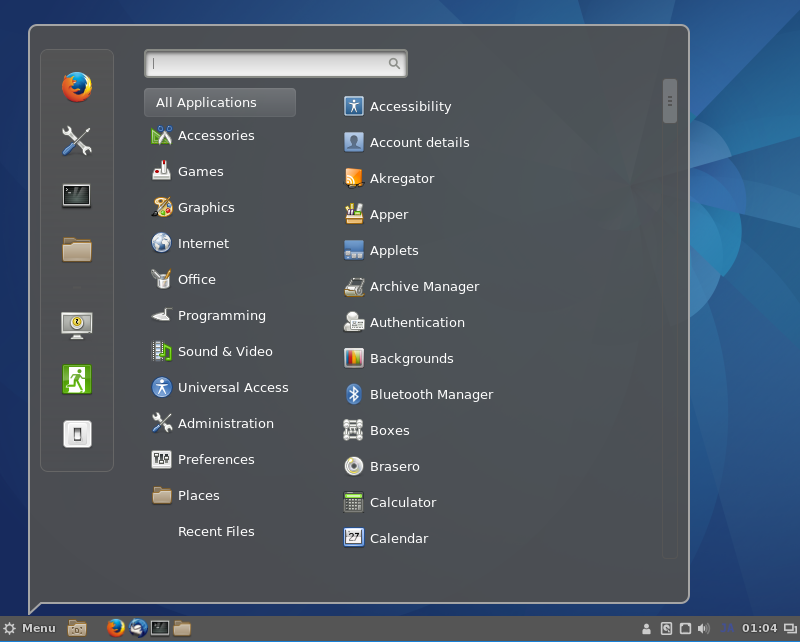 All Applications
Accessories
Games
Graphics
Internet
Office
Programming
Sound & Video
Universal Access
Administration
Preferences
Places
Recent Files
Accessibility
Account details
Akregator
Apper
Applets
Archive Manager
Authentication
Backgrounds
Bluetooth Manager
Boxes
Brasero
Calculator
27
Calendar
Menu
01:04